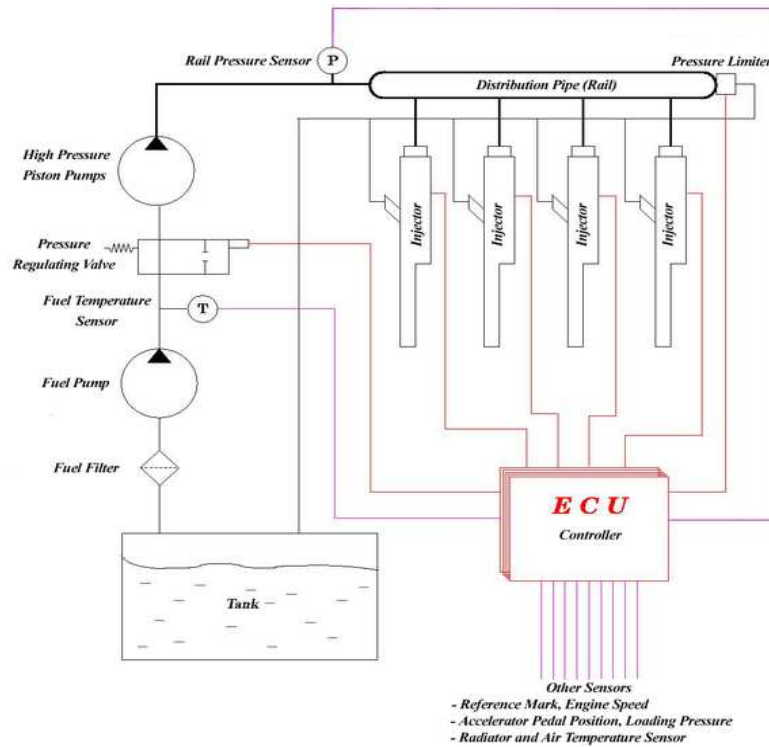 Rail Pressure Sensor
P
Pressure Limiter
Distribution Pipe (Rail)
High Pressure
Piston Pumps
Injector
Injector
Injector
Injector
Pressure
Regulating Valve
Fuel Temperature
Sensor
T
Fuel Pump
Fuel Filter
E C U
Controller
Tank
Other Sensors
- Reference Mark, Engine Speed
- Accelerator Pedal Position, Loading Pressure
- Radiator and Air Temperature Sensor